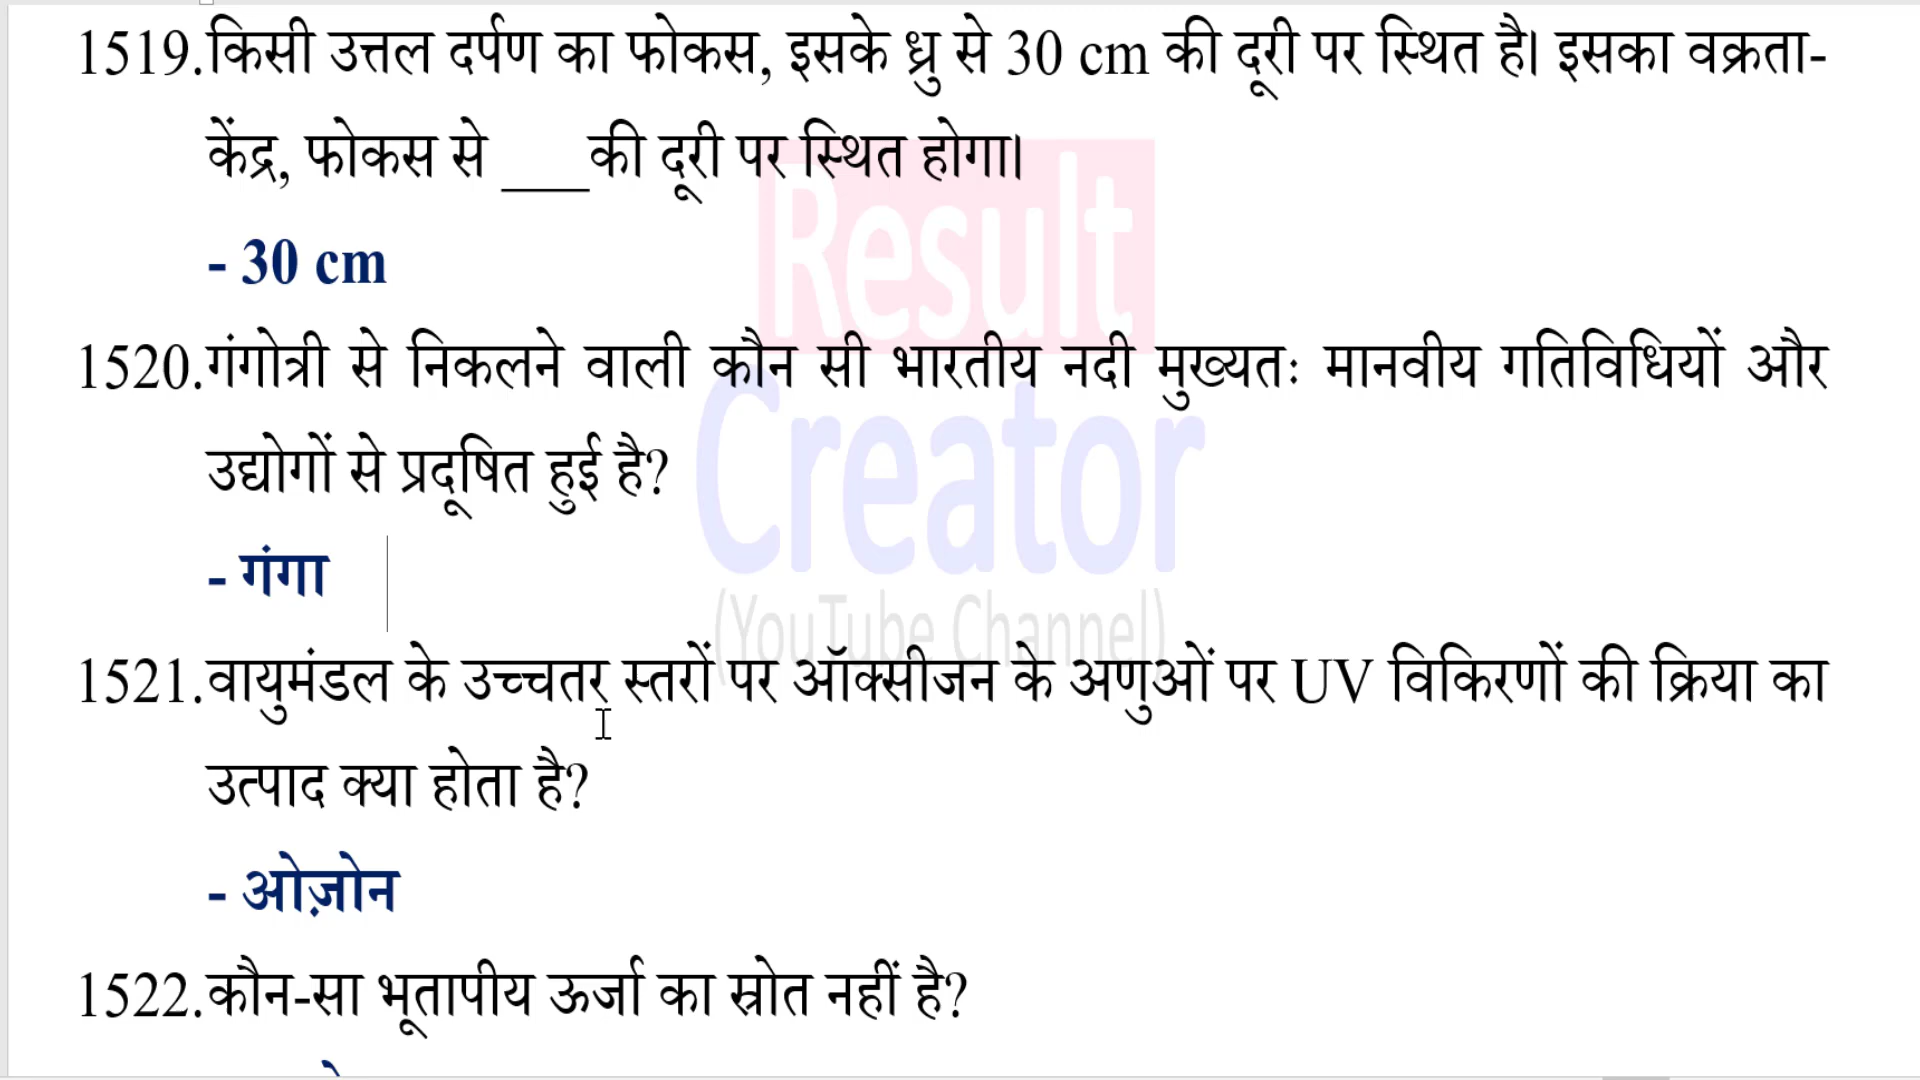 1519.किसी उत्तल दर्पण का फोकस, इसके ध्रु से 30 cm की दूरी पर स्थित है। इसका वक्रता-
केंद्र, फोकस से ___की दूरी पर स्थित होगा।
- 30 cm
1520.गंगोत्री से निकलने वाली कौन सी भारतीय नदी मुख्यतः मानवीय गतिविधियों और
उद्योगों से प्रदूषित हुई है?
- गंगा
1521.वायुमंडल के उच्चतर स्तरों पर ऑक्सीजन के अणुओं पर UV विकिरणों की क्रिया का
उत्पाद क्या होता है?
- ओज़ोन
1522.कौन-सा भूतापीय ऊर्जा का स्रोत नहीं है?
Result
Creator
(YouTube Channel)